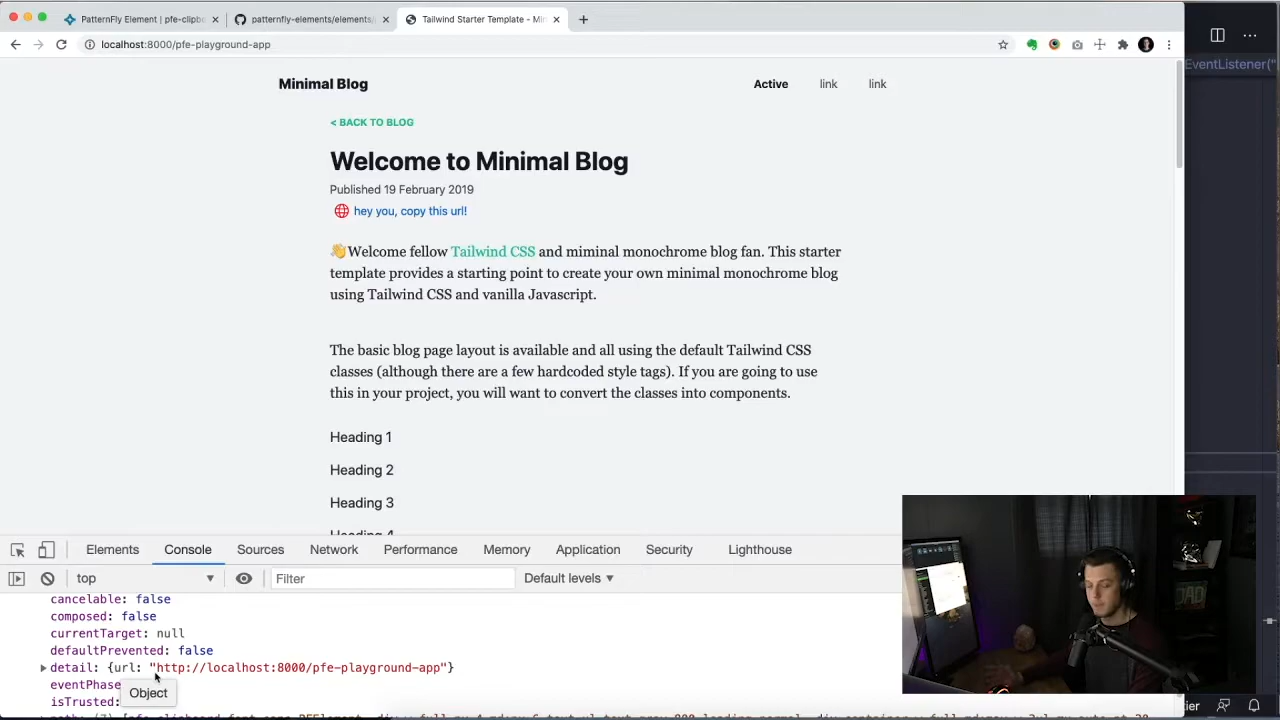 PatternFly Element | pfe-clipb
patternfly-elements/elements/
Tailwind Starter Template - Min
localhost:8000/pfe-playground-app
EventListener("
Minimal Blog
Active
link
link
< BACK TO BLOG
Welcome to Minimal Blog
Published 19 February 2019
hey you, copy this url!
👋Welcome fellow Tailwind CSS and miminal monochrome blog fan. This starter
template provides a starting point to create your own minimal monochrome blog
using Tailwind CSS and vanilla Javascript.
The basic blog page layout is available and all using the default Tailwind CSS
classes (although there are a few hardcoded style tags). If you are going to use
this in your project, you will want to convert the classes into components.
Heading 1
Heading 2
Heading 3
Heading 4
Elements
Console
Sources
Network
Performance
Memory
Application
Security
Lighthouse
top
Filter
Default levels ▼
cancelable: false
composed: false
currentTarget: null
defaultPrevented: false
detail: {url: "http://localhost:8000/pfe-playground-app"}
eventPhase
Object
isTrusted:
DAD
tier